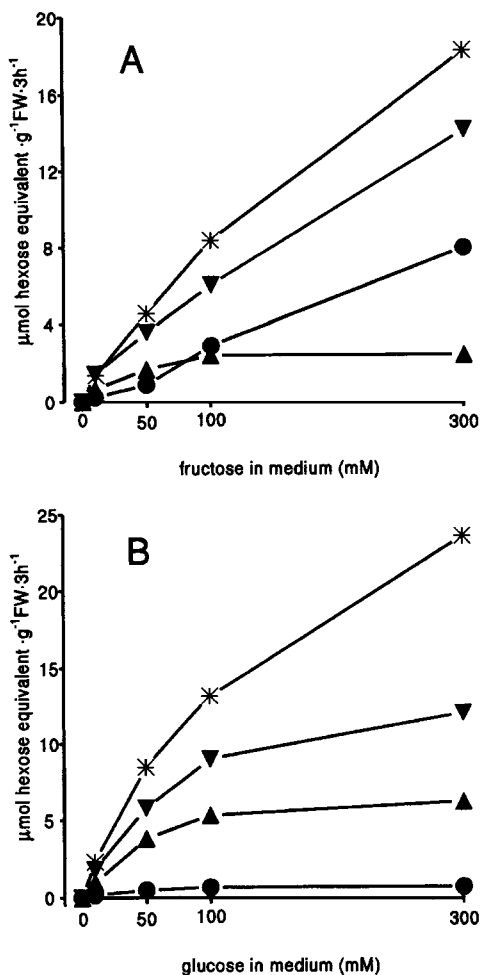 A
μmol hexose equivalent ·g⁻¹FW·3h⁻¹
20
16
12
8
4
0
0 50 100 300
fructose in medium (mM)
B
μmol hexose equivalent ·g⁻¹FW·3h⁻¹
25
20
15
10
5
0
0 50 100 300
glucose in medium (mM)